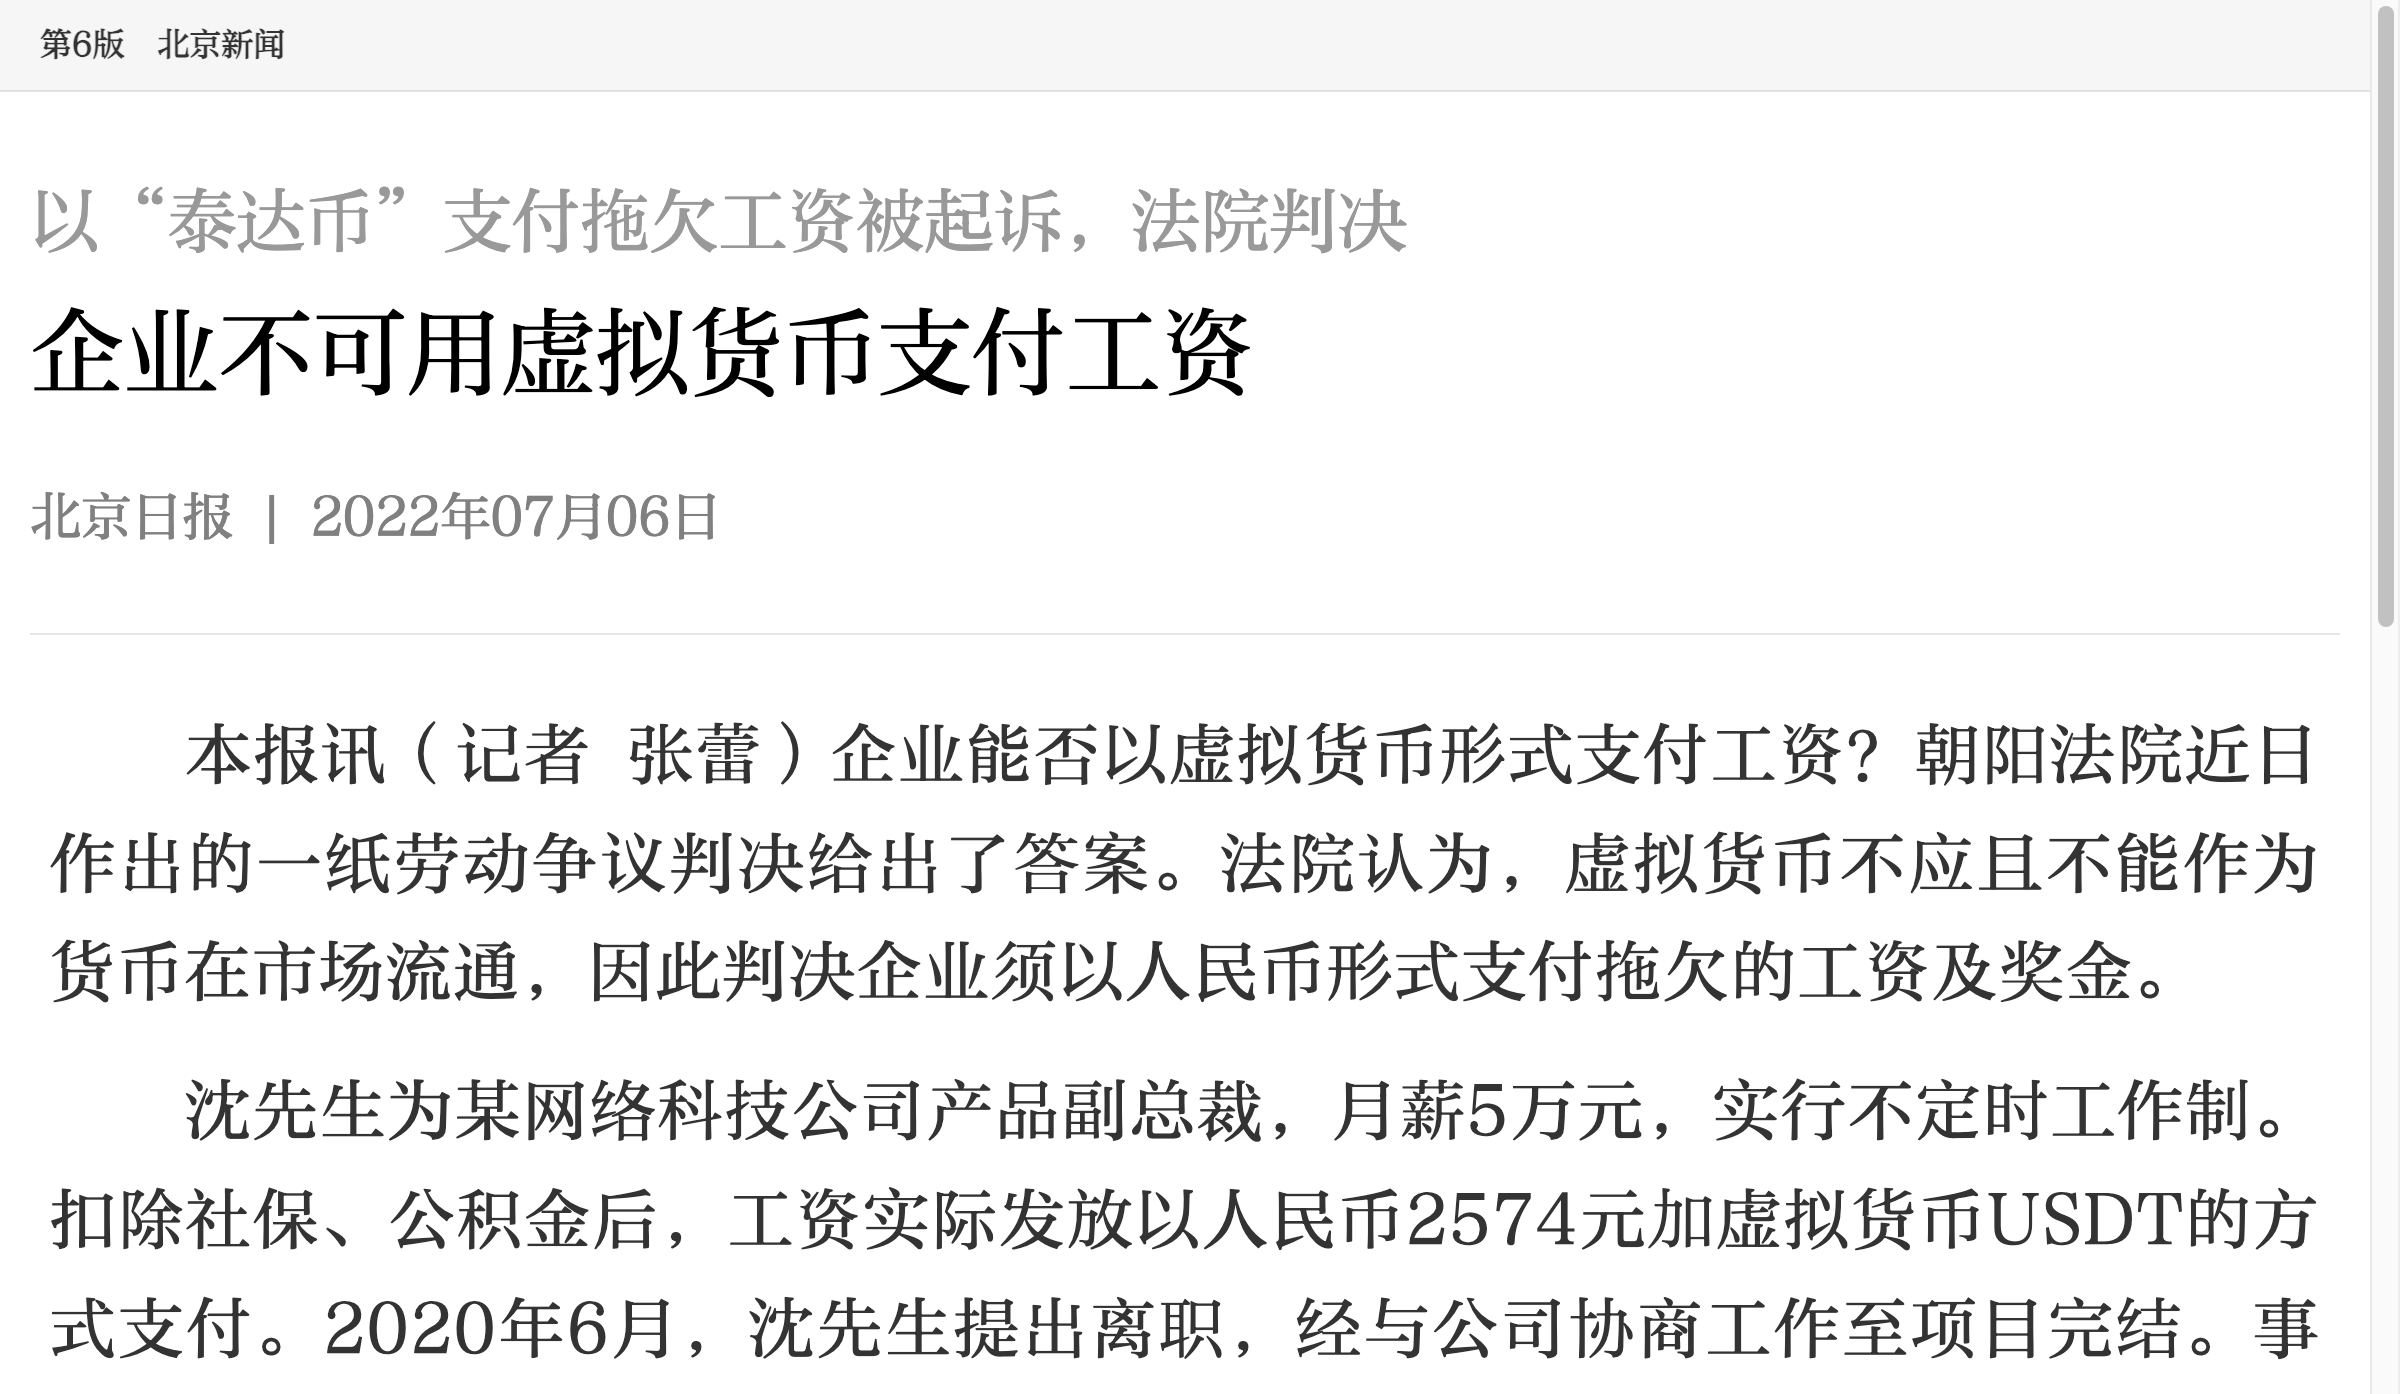 第6版　北京新闻
以“泰达币”支付拖欠工资被起诉，法院判决
企业不可用虚拟货币支付工资
北京日报 | 2022年07月06日
本报讯（记者 张蕾）企业能否以虚拟货币形式支付工资？朝阳法院近日
作出的一纸劳动争议判决给出了答案。法院认为，虚拟货币不应且不能作为
货币在市场流通，因此判决企业须以人民币形式支付拖欠的工资及奖金。
沈先生为某网络科技公司产品副总裁，月薪5万元，实行不定时工作制。
扣除社保、公积金后，工资实际发放以人民币2574元加虚拟货币USDT的方
式支付。2020年6月，沈先生提出离职，经与公司协商工作至项目完结。事